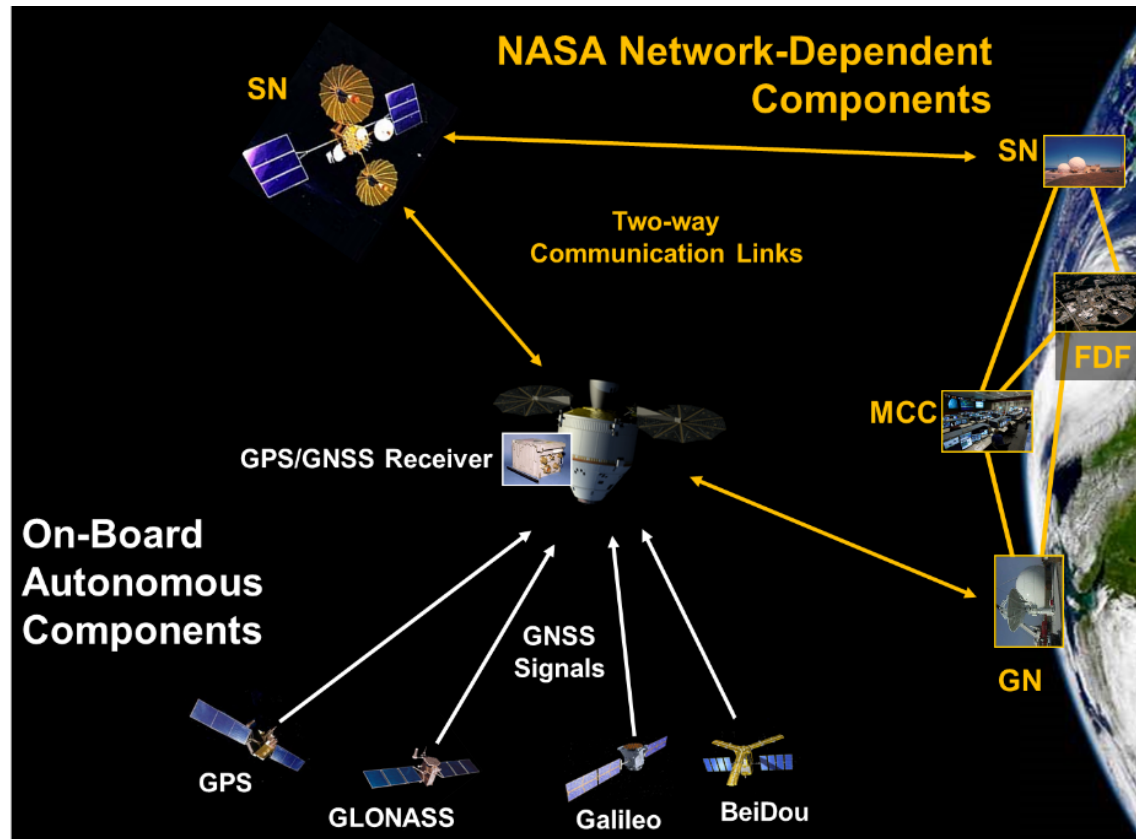 NASA Network-Dependent
Components
SN
SN
Two-way
Communication Links
FDF
MCC
GPS/GNSS Receiver
On-Board
Autonomous
Components
GNSS
Signals
GN
GPS
GLONASS
Galileo
BeiDou